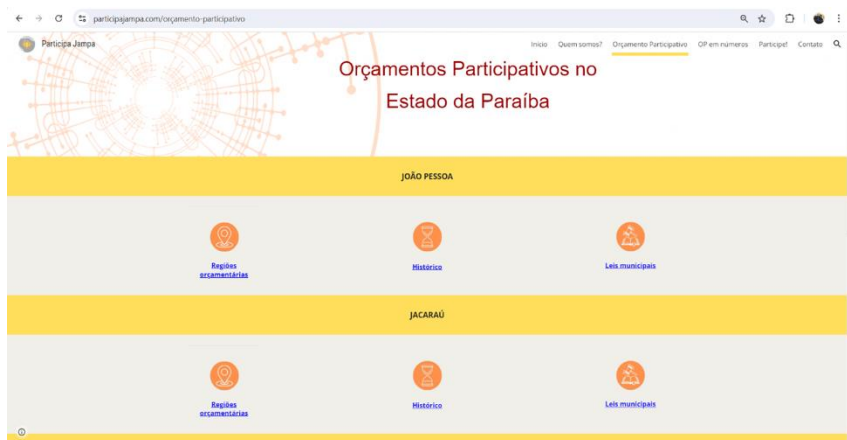 participajampa.com/orçamento-participativo
Participa Jampa
Início Quem somos? Orçamento Participativo OP em números Participe! Contato
Orçamentos Participativos no
Estado da Paraíba
JOÃO PESSOA
Regiões
orçamentárias
Histórico
Leis municipais
JACARAÚ
Regiões
orçamentárias
Histórico
Leis municipais